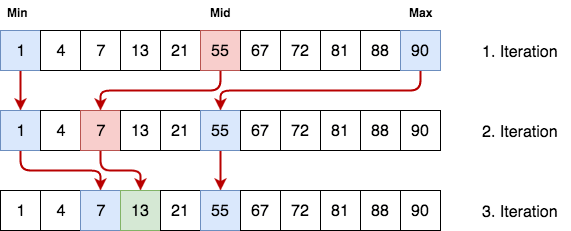 Min Mid Max
1 4 7 13 21 55 67 72 81 88 90 1. Iteration
1 4 7 13 21 55 67 72 81 88 90 2. Iteration
1 4 7 13 21 55 67 72 81 88 90 3. Iteration